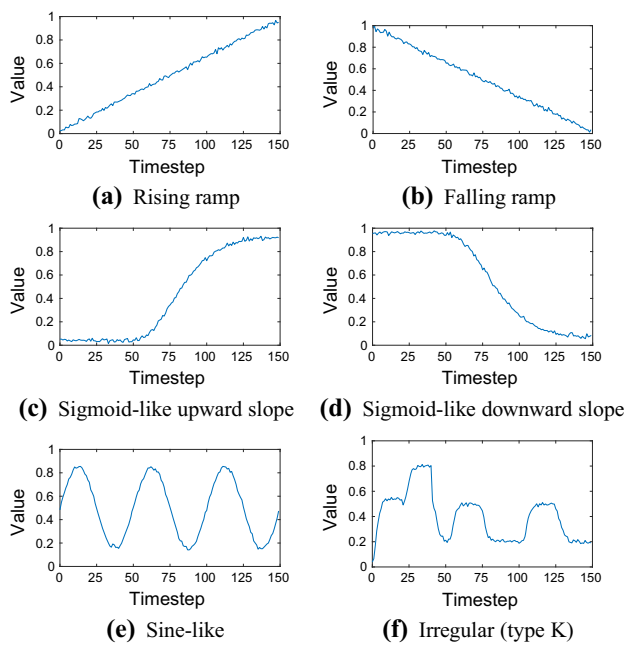 1
0.8
0.6
0.4
0.2
0
0 25 50 75 100 125 150
Value
Timestep
(a) Rising ramp
1
0.8
0.6
0.4
0.2
0
0 25 50 75 100 125 150
Value
Timestep
(b) Falling ramp
1
0.8
0.6
0.4
0.2
0
0 25 50 75 100 125 150
Value
Timestep
(c) Sigmoid-like upward slope
1
0.8
0.6
0.4
0.2
0
0 25 50 75 100 125 150
Value
Timestep
(d) Sigmoid-like downward slope
1
0.8
0.6
0.4
0.2
0
0 25 50 75 100 125 150
Value
Timestep
(e) Sine-like
1
0.8
0.6
0.4
0.2
0
0 25 50 75 100 125 150
Value
Timestep
(f) Irregular (type K)